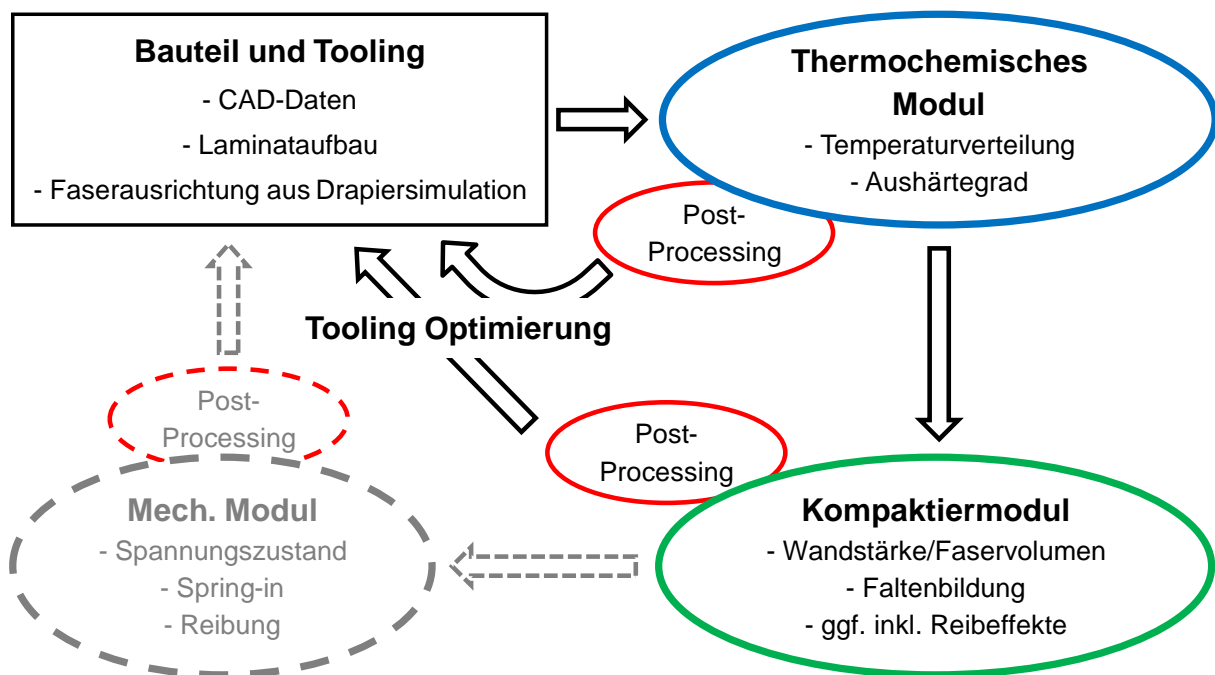 Bauteil und Tooling
- CAD-Daten
- Laminataufbau
- Faserausrichtung aus Drapiersimulation
Thermochemisches
Modul
- Temperaturverteilung
- Aushärtegrad
Post-
Processing
Tooling Optimierung
Post-
Processing
Post-
Processing
Mech. Modul
- Spannungszustand
- Spring-in
- Reibung
Kompaktiermodul
- Wandstärke/Faservolumen
- Faltenbildung
- ggf. inkl. Reibeffekte